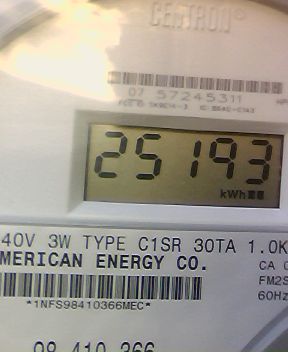 CENTRON®
07 57245311
25193
kWh
40V 3W TYPE C1SR 30TA 1.0K
MERICAN ENERGY CO.
CA
FM2S
60Hz
*1NFS98410366MEC*
98 410 366